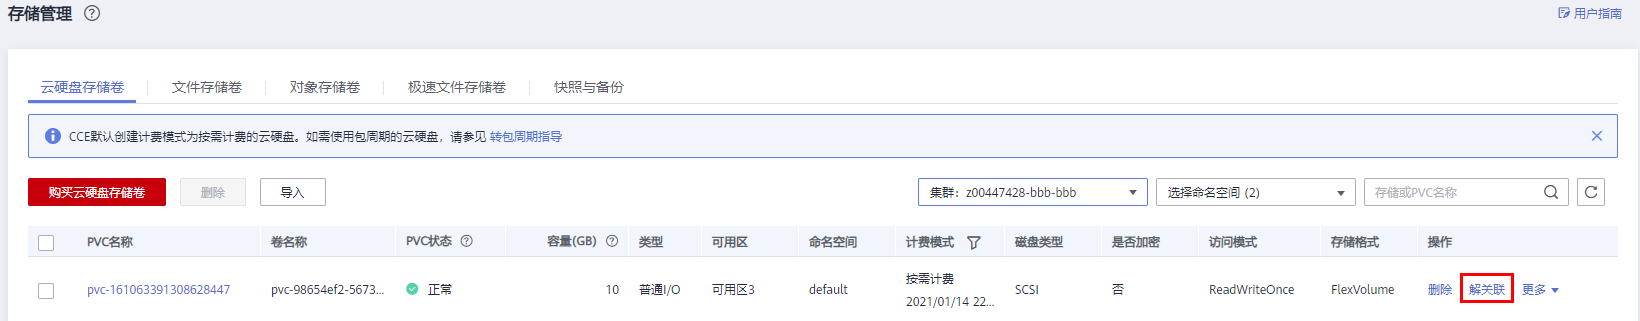 存储管理
用户指南
云硬盘存储卷 文件存储卷 对象存储卷 极速文件存储卷 快照与备份
CCE默认创建计费模式为按需计费的云硬盘。如需使用包周期的云硬盘，请参见 转包周期指导
购买云硬盘存储卷 删除 导入 集群：z00447428-bbb-bbb 选择命名空间 (2) 存储或PVC名称
PVC名称 卷名称 PVC状态 容量(GB) 类型 可用区 命名空间 计费模式 磁盘类型 是否加密 访问模式 存储格式 操作
pvc-161063391308628447 pvc-98654ef2-5673... 正常 10 普通I/O 可用区3 default 按需计费 SCSI 否 ReadWriteOnce FlexVolume 删除 解关联 更多
2021/01/14 22...